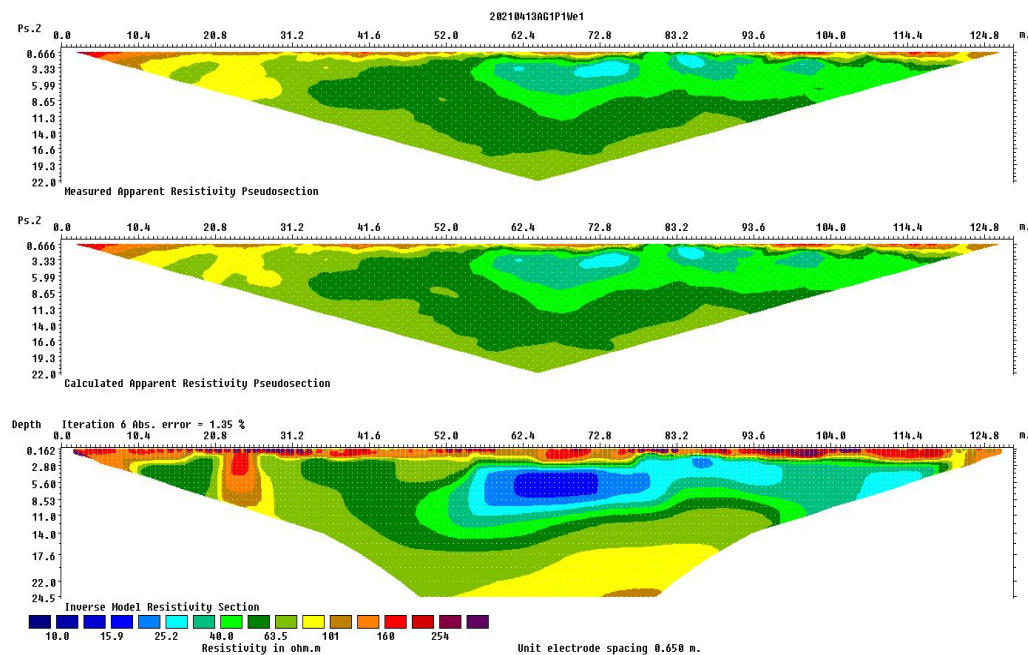 20210413AG1P1We1
Ps.Z 0.0 10.4 20.8 31.2 41.6 52.0 62.4 72.8 83.2 93.6 104.0 114.4 124.8 m.
0.666
3.33
5.99
8.65
11.3
14.0
16.6
19.3
22.0
Measured Apparent Resistivity Pseudosection
Ps.Z 0.0 10.4 20.8 31.2 41.6 52.0 62.4 72.8 83.2 93.6 104.0 114.4 124.8 m.
0.666
3.33
5.99
8.65
11.3
14.0
16.6
19.3
22.0
Calculated Apparent Resistivity Pseudosection
Depth Iteration 6 Abs. error = 1.35 %
0.0 10.4 20.8 31.2 41.6 52.0 62.4 72.8 83.2 93.6 104.0 114.4 124.8 m.
0.162
2.80
5.60
8.53
11.0
14.0
17.6
22.0
24.5
Inverse Model Resistivity Section
10.0 15.9 25.2 40.0 63.5 101 160 254
Resistivity in ohm.m Unit electrode spacing 0.650 m.